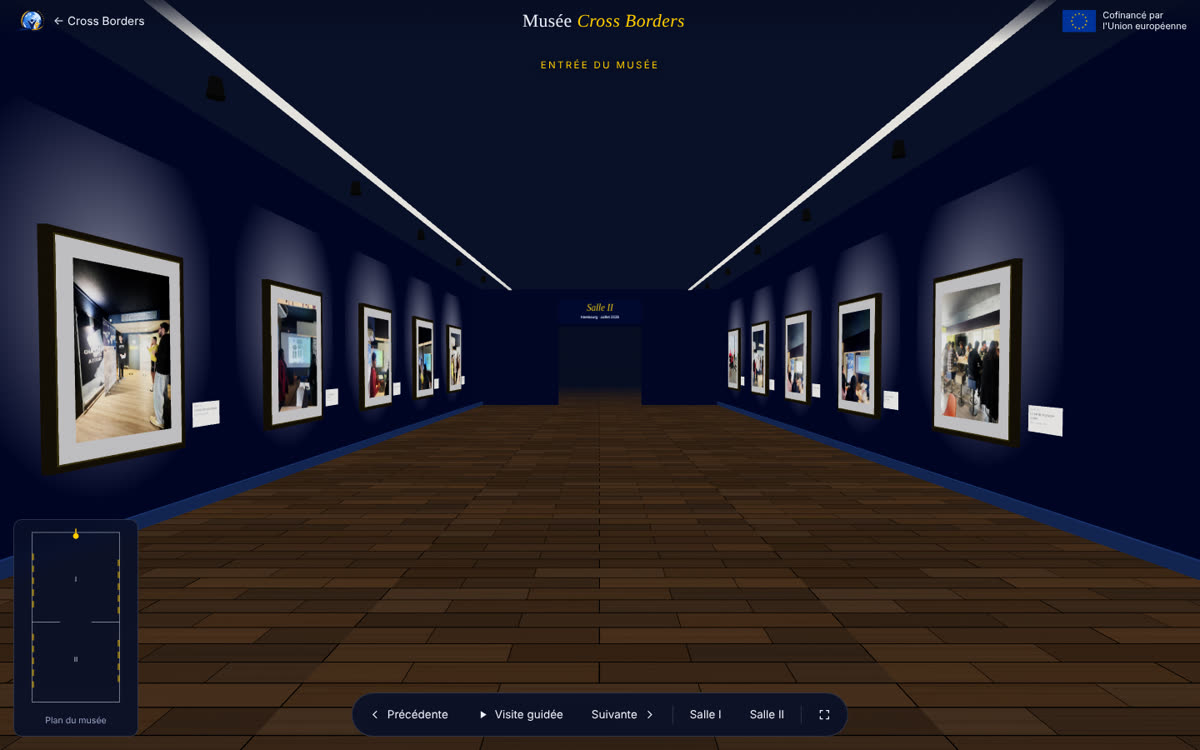 ← Cross Borders
Musée Cross Borders
Cofinancé par
l'Union européenne
ENTRÉE DU MUSÉE
Salle II
I
II
Plan du musée
Précédente
Visite guidée
Suivante
Salle I
Salle II